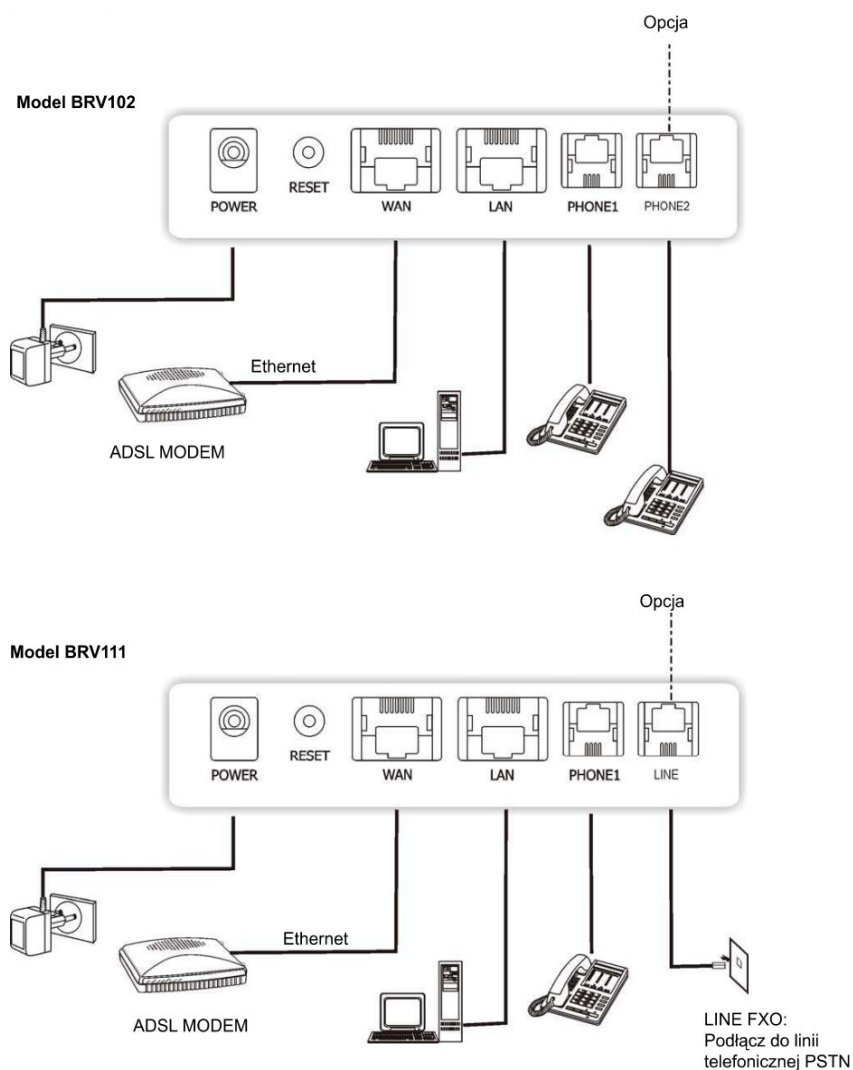 Opcja
Model BRV102
POWER
RESET
WAN
LAN
PHONE1
PHONE2
Ethernet
ADSL MODEM
Opcja
Model BRV111
POWER
RESET
WAN
LAN
PHONE1
LINE
Ethernet
ADSL MODEM
LINE FXO:
Podłącz do linii
telefonicznej PSTN